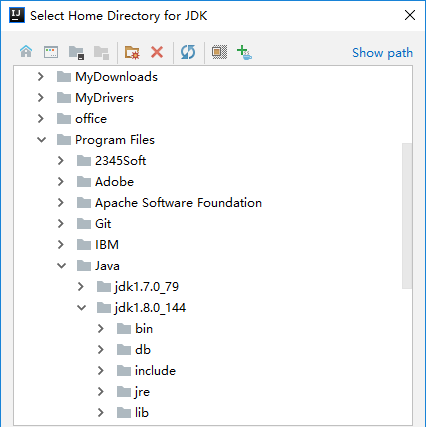 IJ Select Home Directory for JDK
Show path
MyDownloads
MyDrivers
office
Program Files
2345Soft
Adobe
Apache Software Foundation
Git
IBM
Java
jdk1.7.0_79
jdk1.8.0_144
bin
db
include
jre
lib